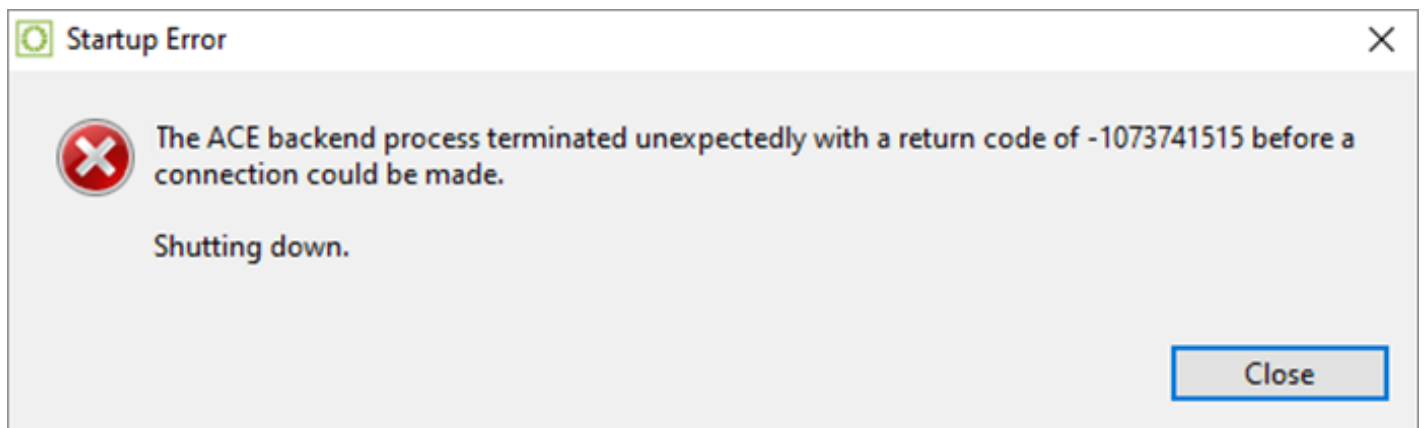 Startup Error
The ACE backend process terminated unexpectedly with a return code of -1073741515 before a
connection could be made.
Shutting down.
Close